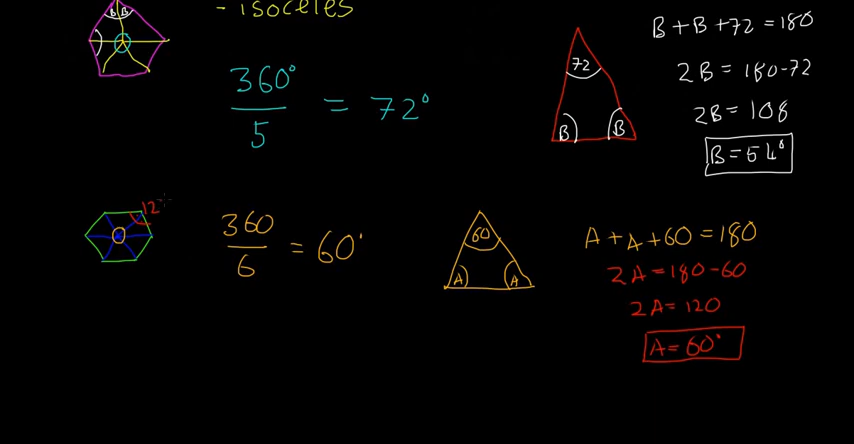 - isoceles
B B
360°
5
= 72°
72
B B
B + B + 72 = 180
2B = 180-72
2B = 108
B = 54°
12
360
6
= 60°
60
A A
A + A + 60 = 180
2A = 180-60
2A = 120
A = 60°